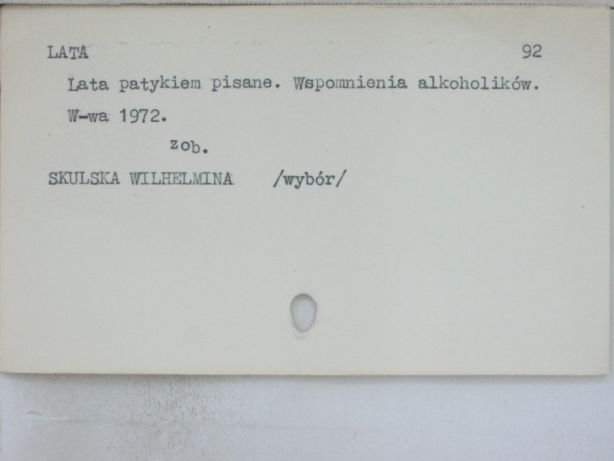 LATA 92
Lata patykiem pisane. Wspomnienia alkoholików.
W-wa 1972.
zob.
SKULSKA WILHELMINA /wybór/